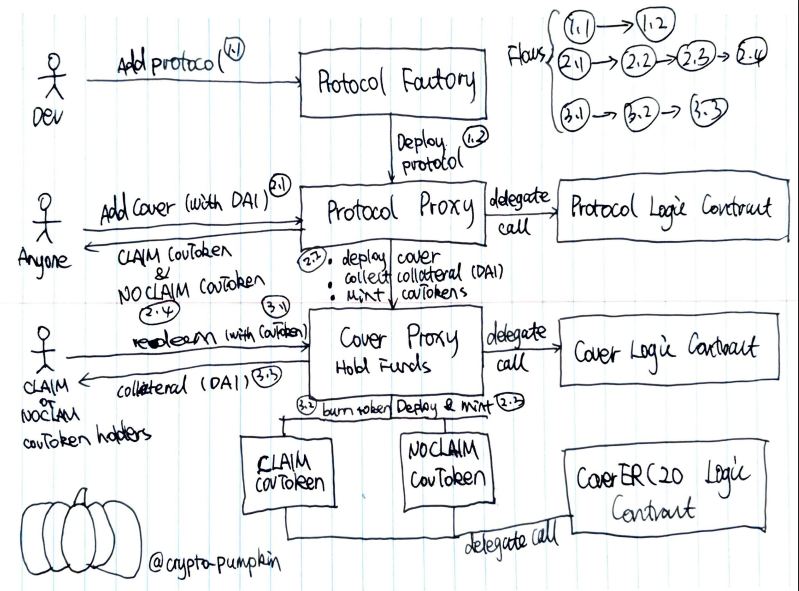 Add protocol 1.1
Dev
Protocol Factory
Flows
1.1 → 1.2
2.1 → 2.2 → 2.3 → 2.4
3.1 → 3.2 → 3.3
Deploy 1.2
protocol
Add Cover (with DAI) 2.1
Anyone
CLAIM CovToken
&
NOCLAIM CovToken
Protocol Proxy
delegate
call
Protocol Logic Contract
2.2 • deploy cover
• collect collateral (DAI)
• mint covTokens
2.4 3.1
redeem (with CovToken)
collateral (DAI) 3.3
CLAIM
or
NOCLAIM
covToken holders
Cover Proxy
Hold Funds
delegate
call
Cover Logic Contract
3.2 burn token Deploy & mint 2.3
CLAIM
CovToken
NOCLAIM
CovToken
CoverERC20 Logic
Contract
delegate call
@crypto-pumpkin